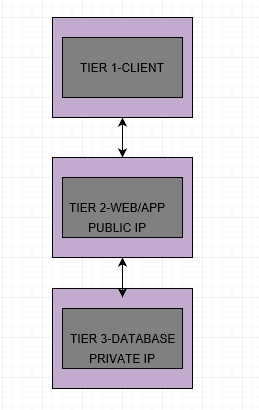 TIER 1-CLIENT
TIER 2-WEB/APP
PUBLIC IP
TIER 3-DATABASE
PRIVATE IP